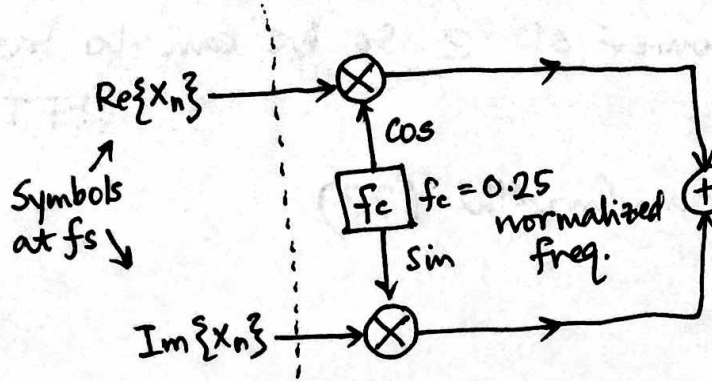 Re{Xn}
cos
Symbols
at fs
fc
fc = 0.25
normalized
freq.
sin
Im{Xn}
+